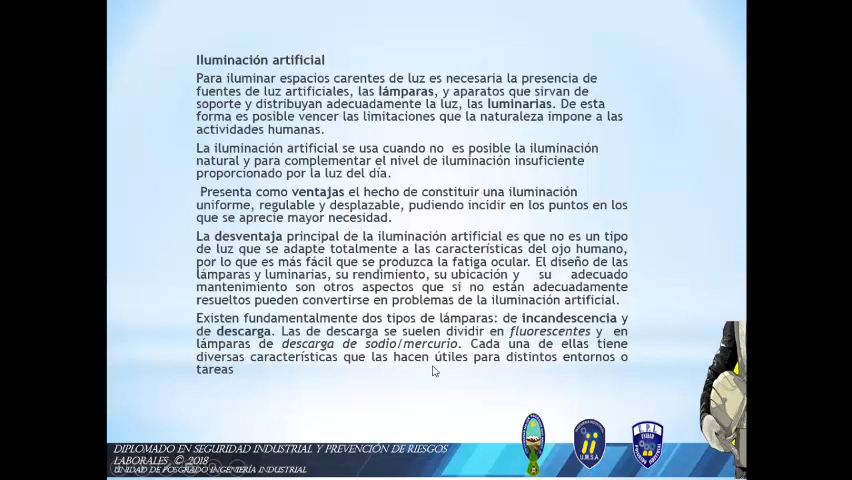 Iluminación artificial
Para iluminar espacios carentes de luz es necesaria la presencia de
fuentes de luz artificiales, las lámparas, y aparatos que sirvan de
soporte y distribuyan adecuadamente la luz, las luminarias. De esta
forma es posible vencer las limitaciones que la naturaleza impone a las
actividades humanas.
La iluminación artificial se usa cuando no es posible la iluminación
natural y para complementar el nivel de iluminación insuficiente
proporcionado por la luz del día.
Presenta como ventajas el hecho de constituir una iluminación
uniforme, regulable y desplazable, pudiendo incidir en los puntos en los
que se aprecie mayor necesidad.
La desventaja principal de la iluminación artificial es que no es un tipo
de luz que se adapte totalmente a las características del ojo humano,
por lo que es más fácil que se produzca la fatiga ocular. El diseño de las
lámparas y luminarias, su rendimiento, su ubicación y su adecuado
mantenimiento son otros aspectos que si no están adecuadamente
resueltos pueden convertirse en problemas de la iluminación artificial.
Existen fundamentalmente dos tipos de lámparas: de incandescencia y
de descarga. Las de descarga se suelen dividir en fluorescentes y en
lámparas de descarga de sodio/mercurio. Cada una de ellas tiene
diversas características que las hacen útiles para distintos entornos o
tareas
DIPLOMADO EN SEGURIDAD INDUSTRIAL Y PREVENCIÓN DE RIESGOS
LABORALES © 2018
UNIDAD DE POSGRADO INGENIERÍA INDUSTRIAL
U.M.S.A